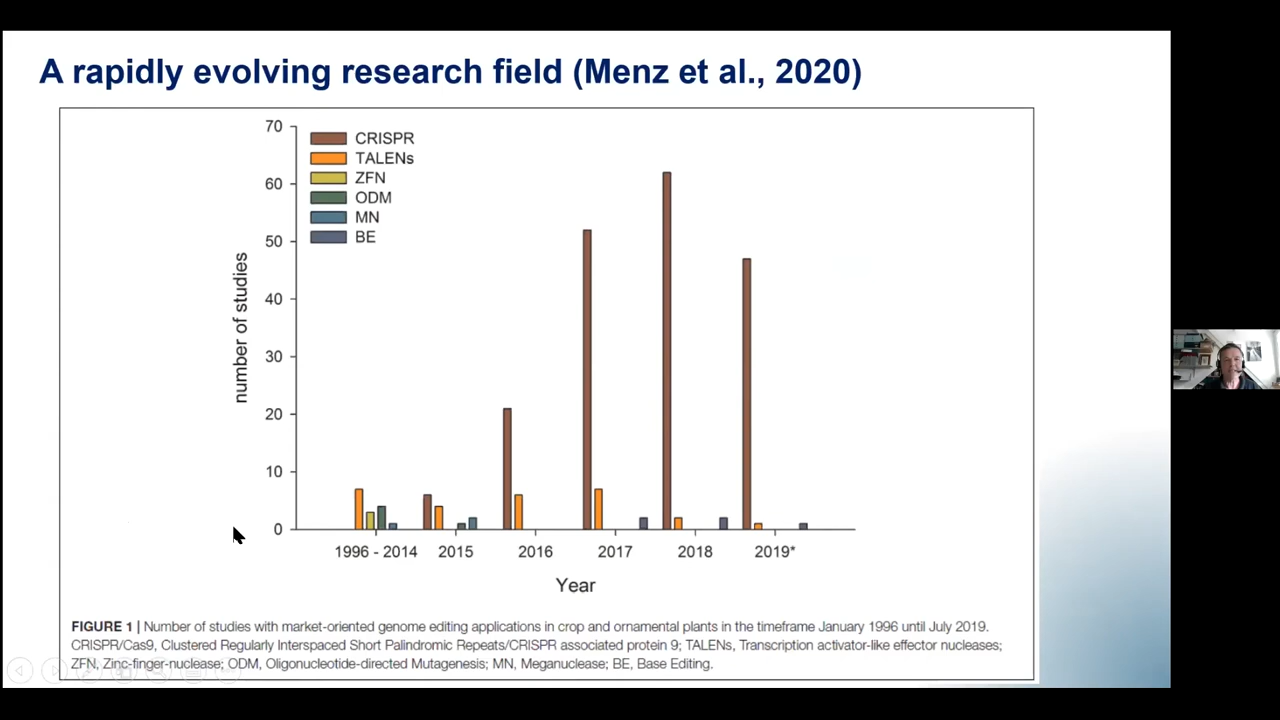 A rapidly evolving research field (Menz et al., 2020)
70
60
50
40
30
20
10
0
number of studies
CRISPR
TALENs
ZFN
ODM
MN
BE
1996 - 2014
2015
2016
2017
2018
2019*
Year
FIGURE 1 | Number of studies with market-oriented genome editing applications in crop and ornamental plants in the timeframe January 1996 until July 2019.
CRISPR/Cas9, Clustered Regularly Interspaced Short Palindromic Repeats/CRISPR associated protein 9; TALENs, Transcription activator-like effector nucleases;
ZFN, Zinc-finger-nuclease; ODM, Oligonucleotide-directed Mutagenesis; MN, Meganuclease; BE, Base Editing.